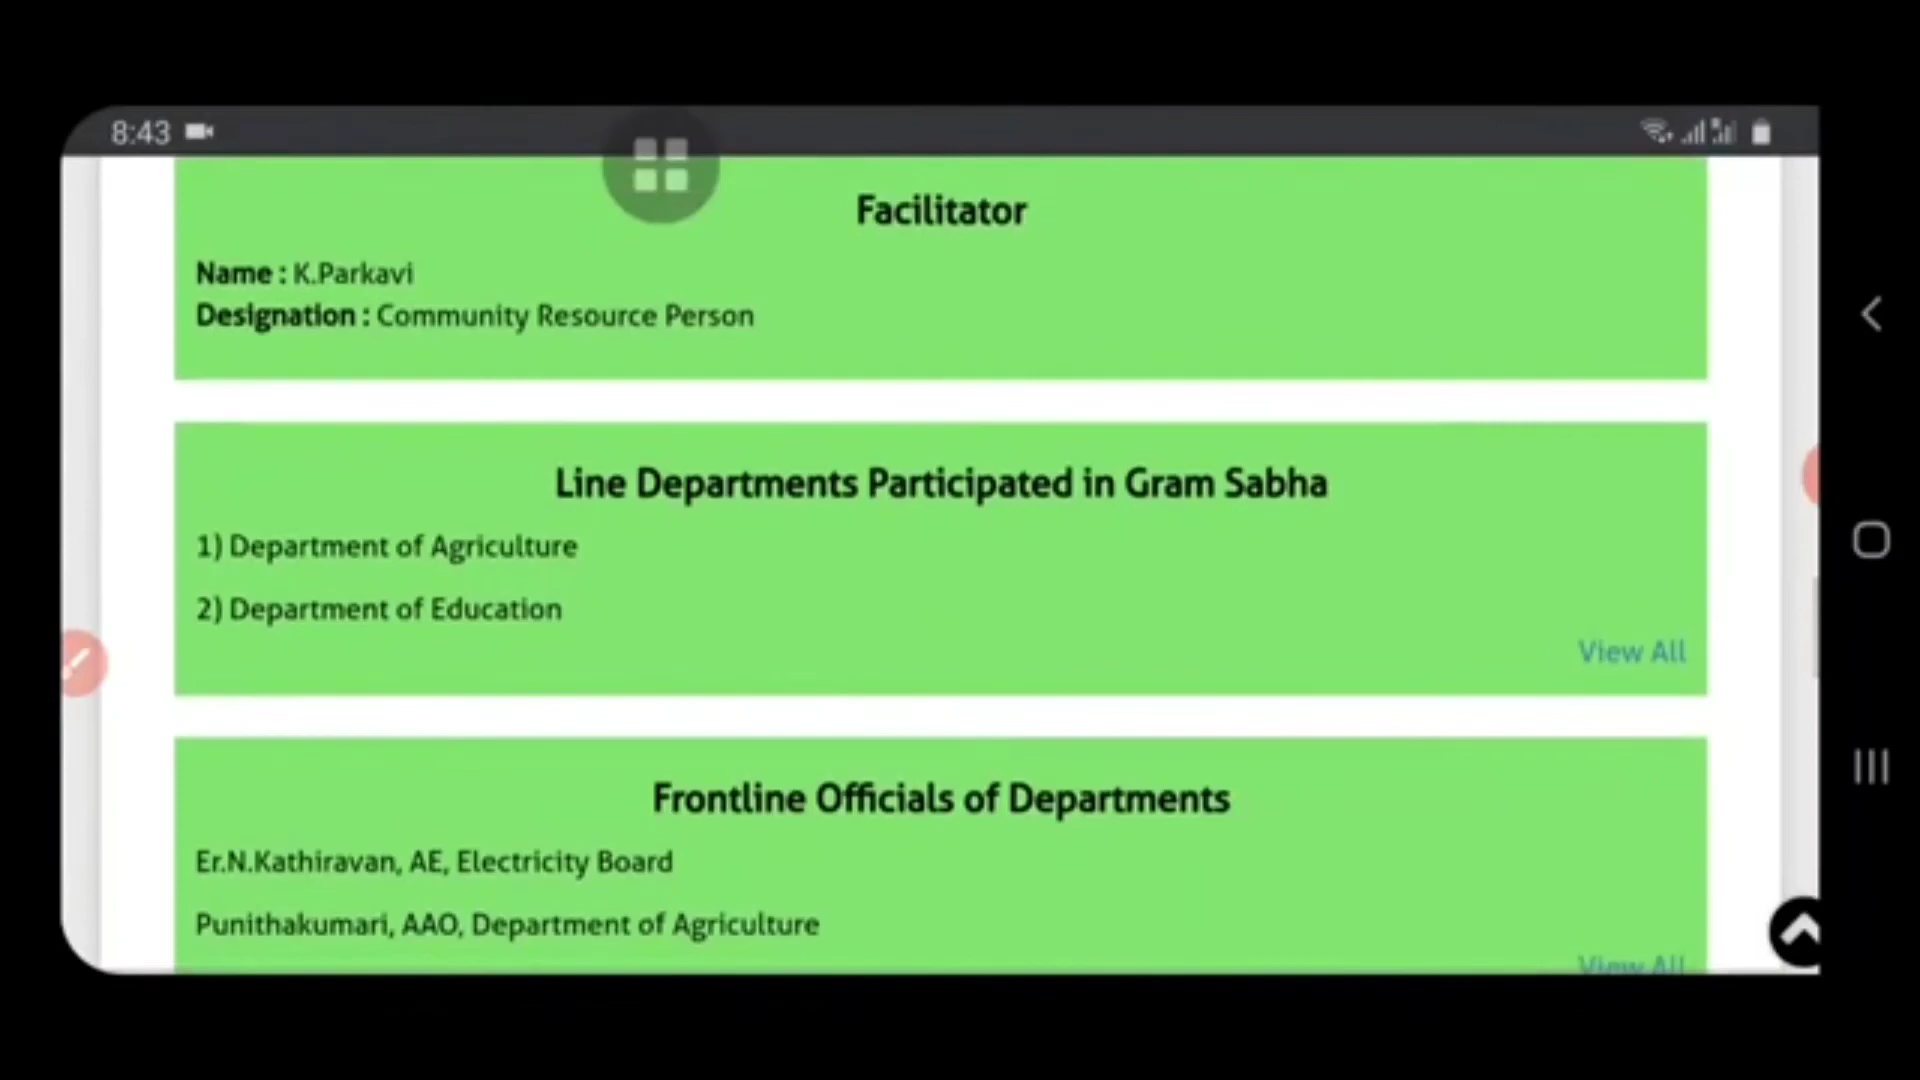 8:43
Facilitator
Name : K.Parkavi
Designation : Community Resource Person
Line Departments Participated in Gram Sabha
1) Department of Agriculture
2) Department of Education
View All
Frontline Officials of Departments
Er.N.Kathiravan, AE, Electricity Board
Punithakumari, AAO, Department of Agriculture
View All